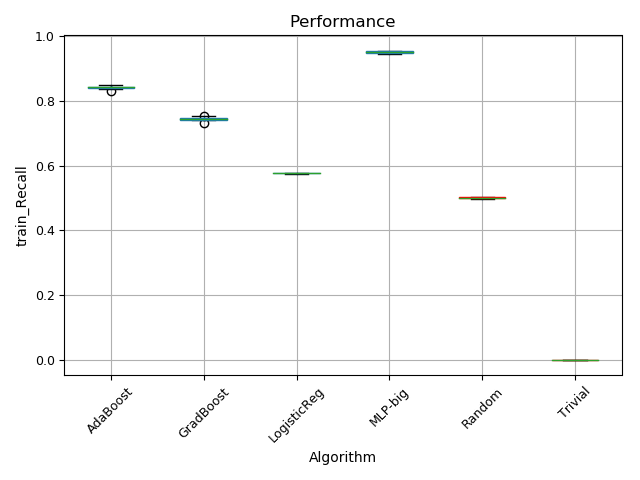 Performance
train_Recall
1.0
0.8
0.6
0.4
0.2
0.0
AdaBoost
GradBoost
LogisticReg
MLP-big
Random
Trivial
Algorithm